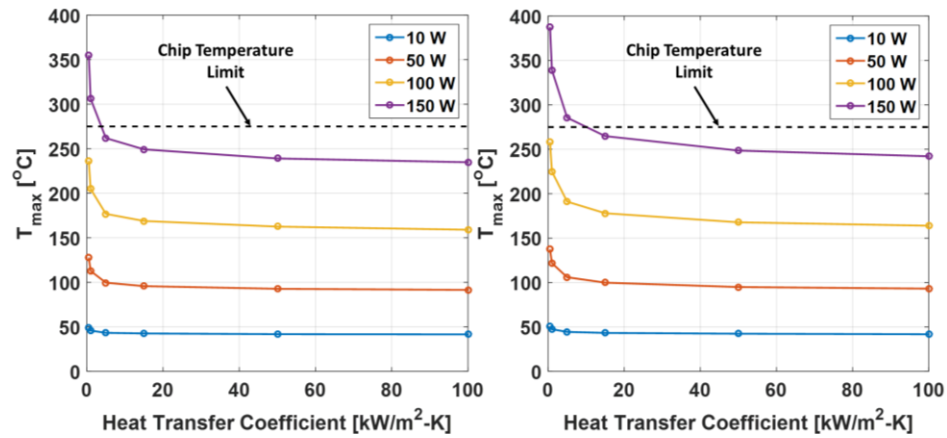 400
350
300
250
200
150
100
50
0
T_max [°C]
Chip Temperature
Limit
10 W
50 W
100 W
150 W
0 20 40 60 80 100
Heat Transfer Coefficient [kW/m²-K]
400
350
300
250
200
150
100
50
0
T_max [°C]
Chip Temperature
Limit
10 W
50 W
100 W
150 W
0 20 40 60 80 100
Heat Transfer Coefficient [kW/m²-K]